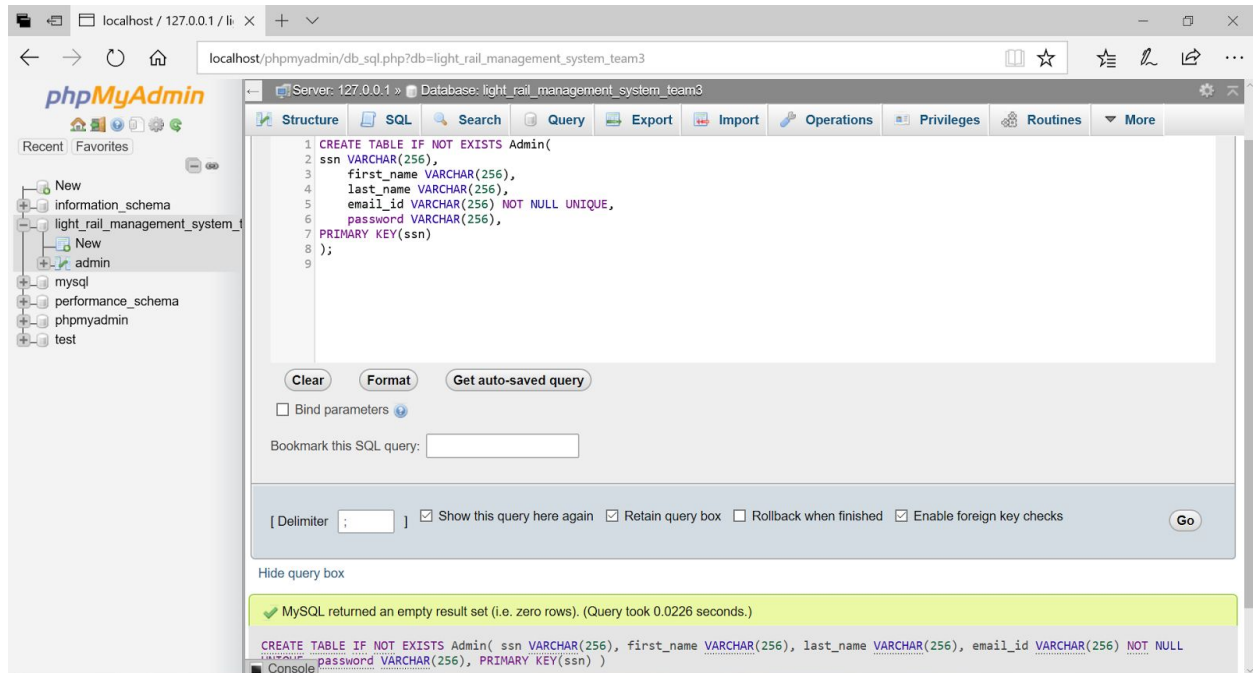 localhost / 127.0.0.1 / li
localhost/phpmyadmin/db_sql.php?db=light_rail_management_system_team3
phpMyAdmin
Recent Favorites
New
information_schema
light_rail_management_system_t
New
admin
mysql
performance_schema
phpmyadmin
test
Server: 127.0.0.1 » Database: light_rail_management_system_team3
Structure SQL Search Query Export Import Operations Privileges Routines More
1 CREATE TABLE IF NOT EXISTS Admin(
2 ssn VARCHAR(256),
3 first_name VARCHAR(256),
4 last_name VARCHAR(256),
5 email_id VARCHAR(256) NOT NULL UNIQUE,
6 password VARCHAR(256),
7 PRIMARY KEY(ssn)
8 );
9
Clear Format Get auto-saved query
Bind parameters
Bookmark this SQL query:
[ Delimiter ; ] Show this query here again Retain query box Rollback when finished Enable foreign key checks Go
Hide query box
MySQL returned an empty result set (i.e. zero rows). (Query took 0.0226 seconds.)
CREATE TABLE IF NOT EXISTS Admin( ssn VARCHAR(256), first_name VARCHAR(256), last_name VARCHAR(256), email_id VARCHAR(256) NOT NULL
password VARCHAR(256), PRIMARY KEY(ssn) )
Console